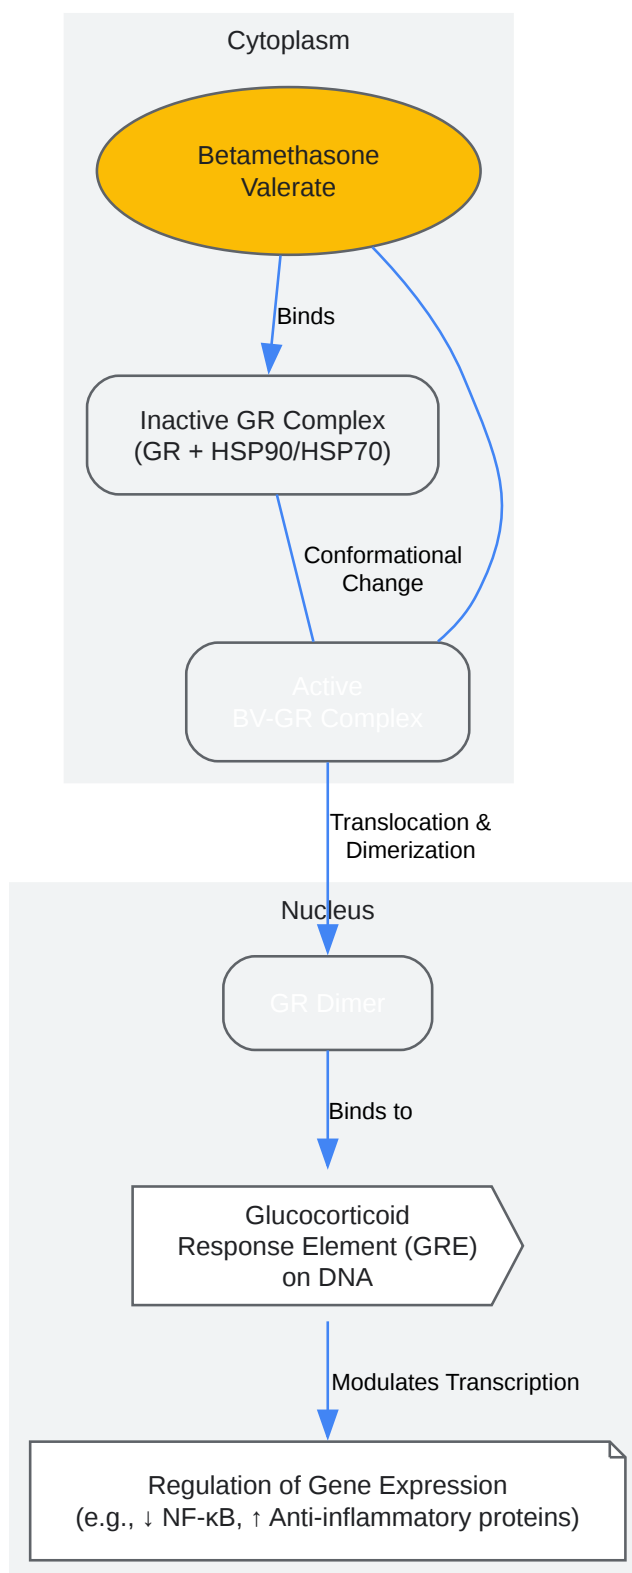 Cytoplasm
Betamethasone
Valerate
Binds
Inactive GR Complex
(GR + HSP90/HSP70)
Conformational
Change
Active
BV-GR Complex
Translocation &
Dimerization
Nucleus
GR Dimer
Binds to
Glucocorticoid
Response Element (GRE)
on DNA
Modulates Transcription
Regulation of Gene Expression
(e.g., ↓ NF-κB, ↑ Anti-inflammatory proteins)